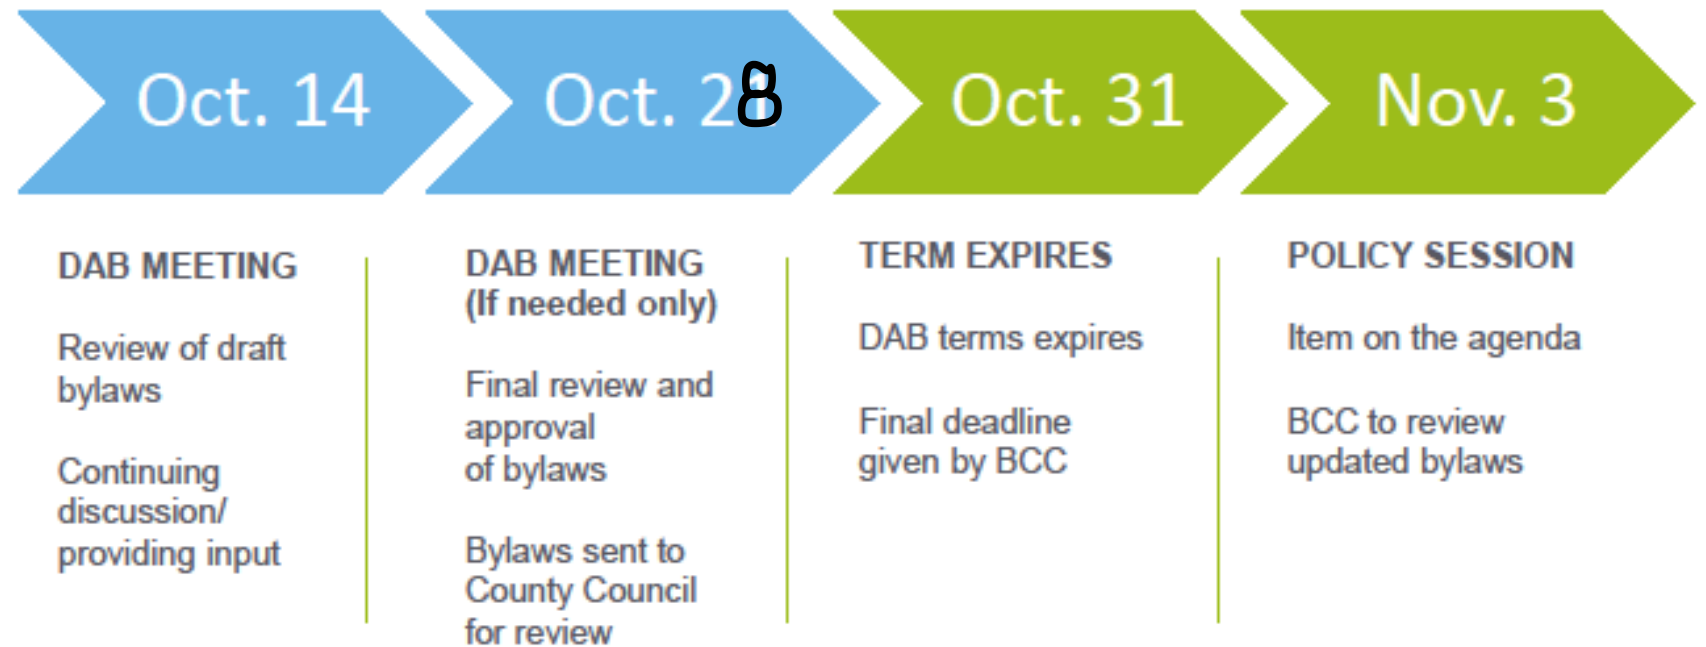 Oct. 14
Oct. 28
Oct. 31
Nov. 3
DAB MEETING
Review of draft
bylaws
Continuing
discussion/
providing input
DAB MEETING
(If needed only)
Final review and
approval
of bylaws
Bylaws sent to
County Council
for review
TERM EXPIRES
DAB terms expires
Final deadline
given by BCC
POLICY SESSION
Item on the agenda
BCC to review
updated bylaws